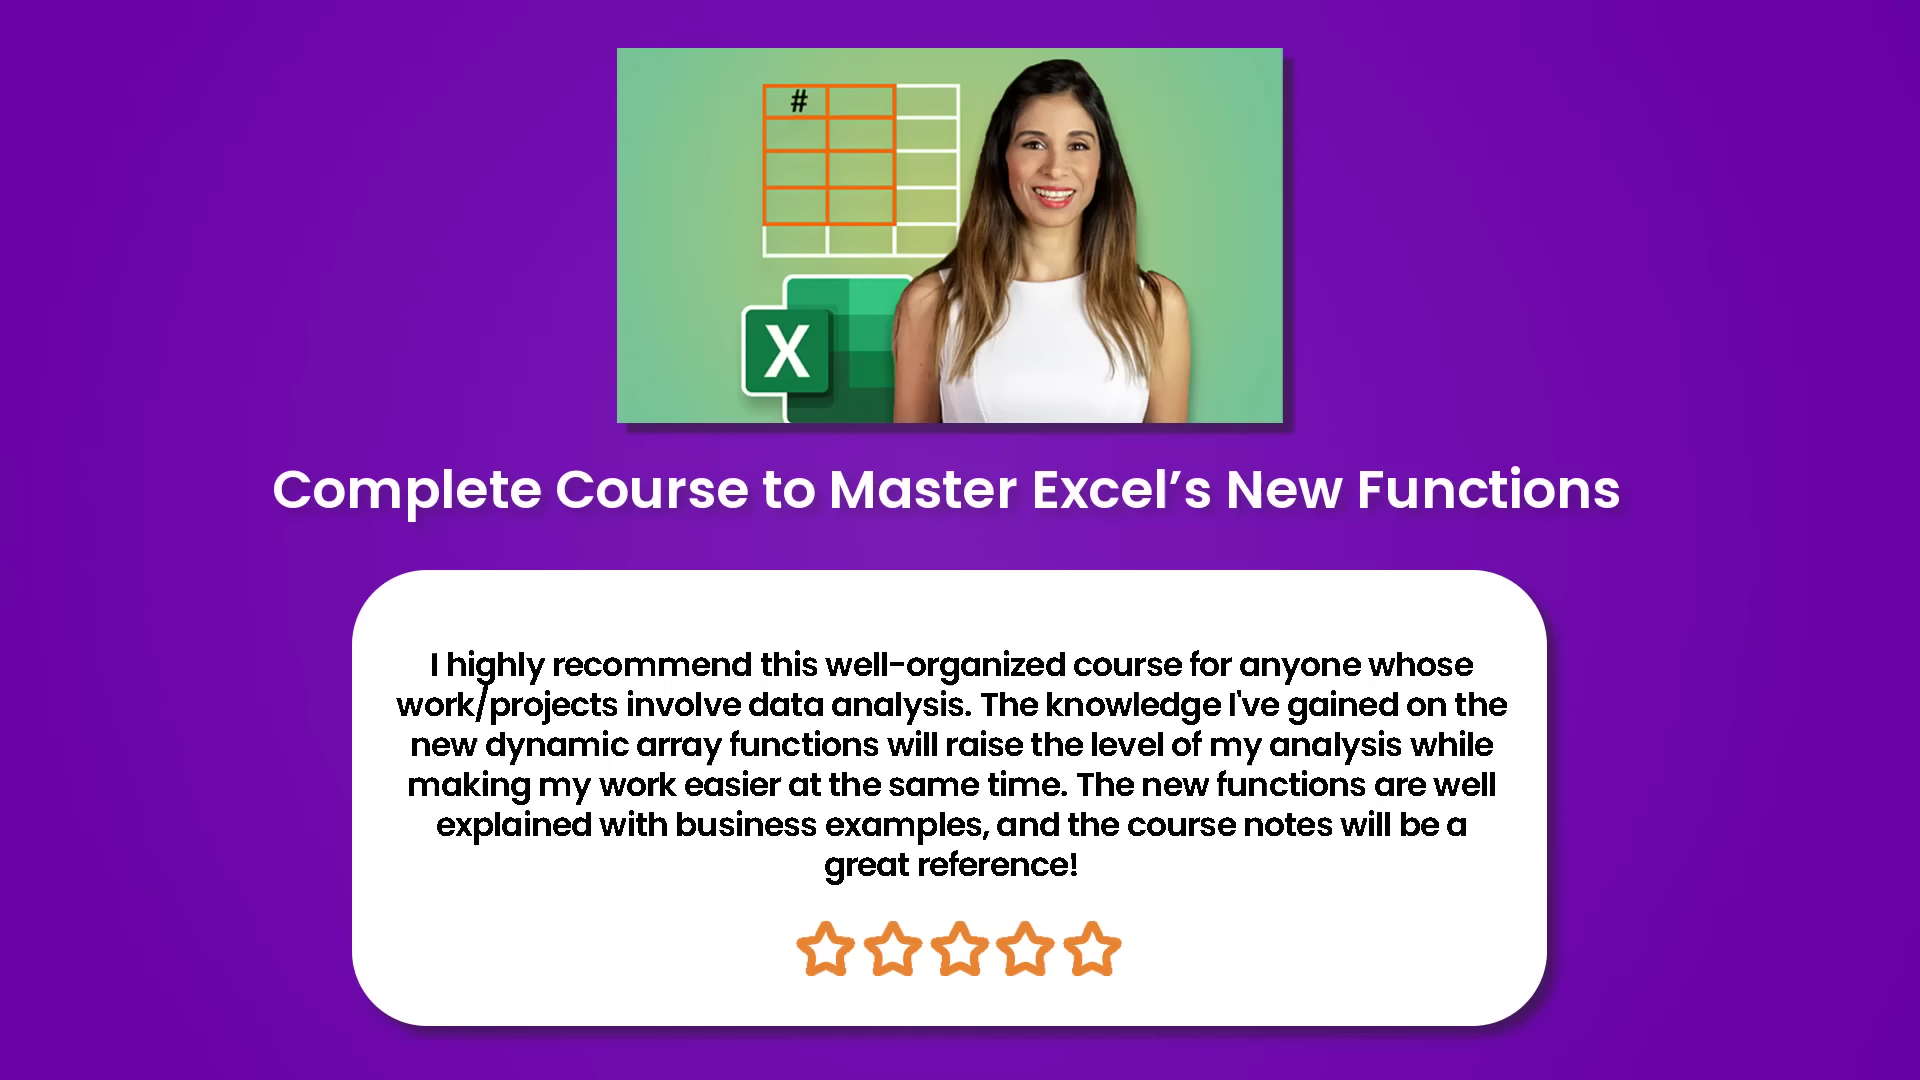 #
X
Complete Course to Master Excel’s New Functions
I highly recommend this well-organized course for anyone whose
work/projects involve data analysis. The knowledge I've gained on the
new dynamic array functions will raise the level of my analysis while
making my work easier at the same time. The new functions are well
explained with business examples, and the course notes will be a
great reference!